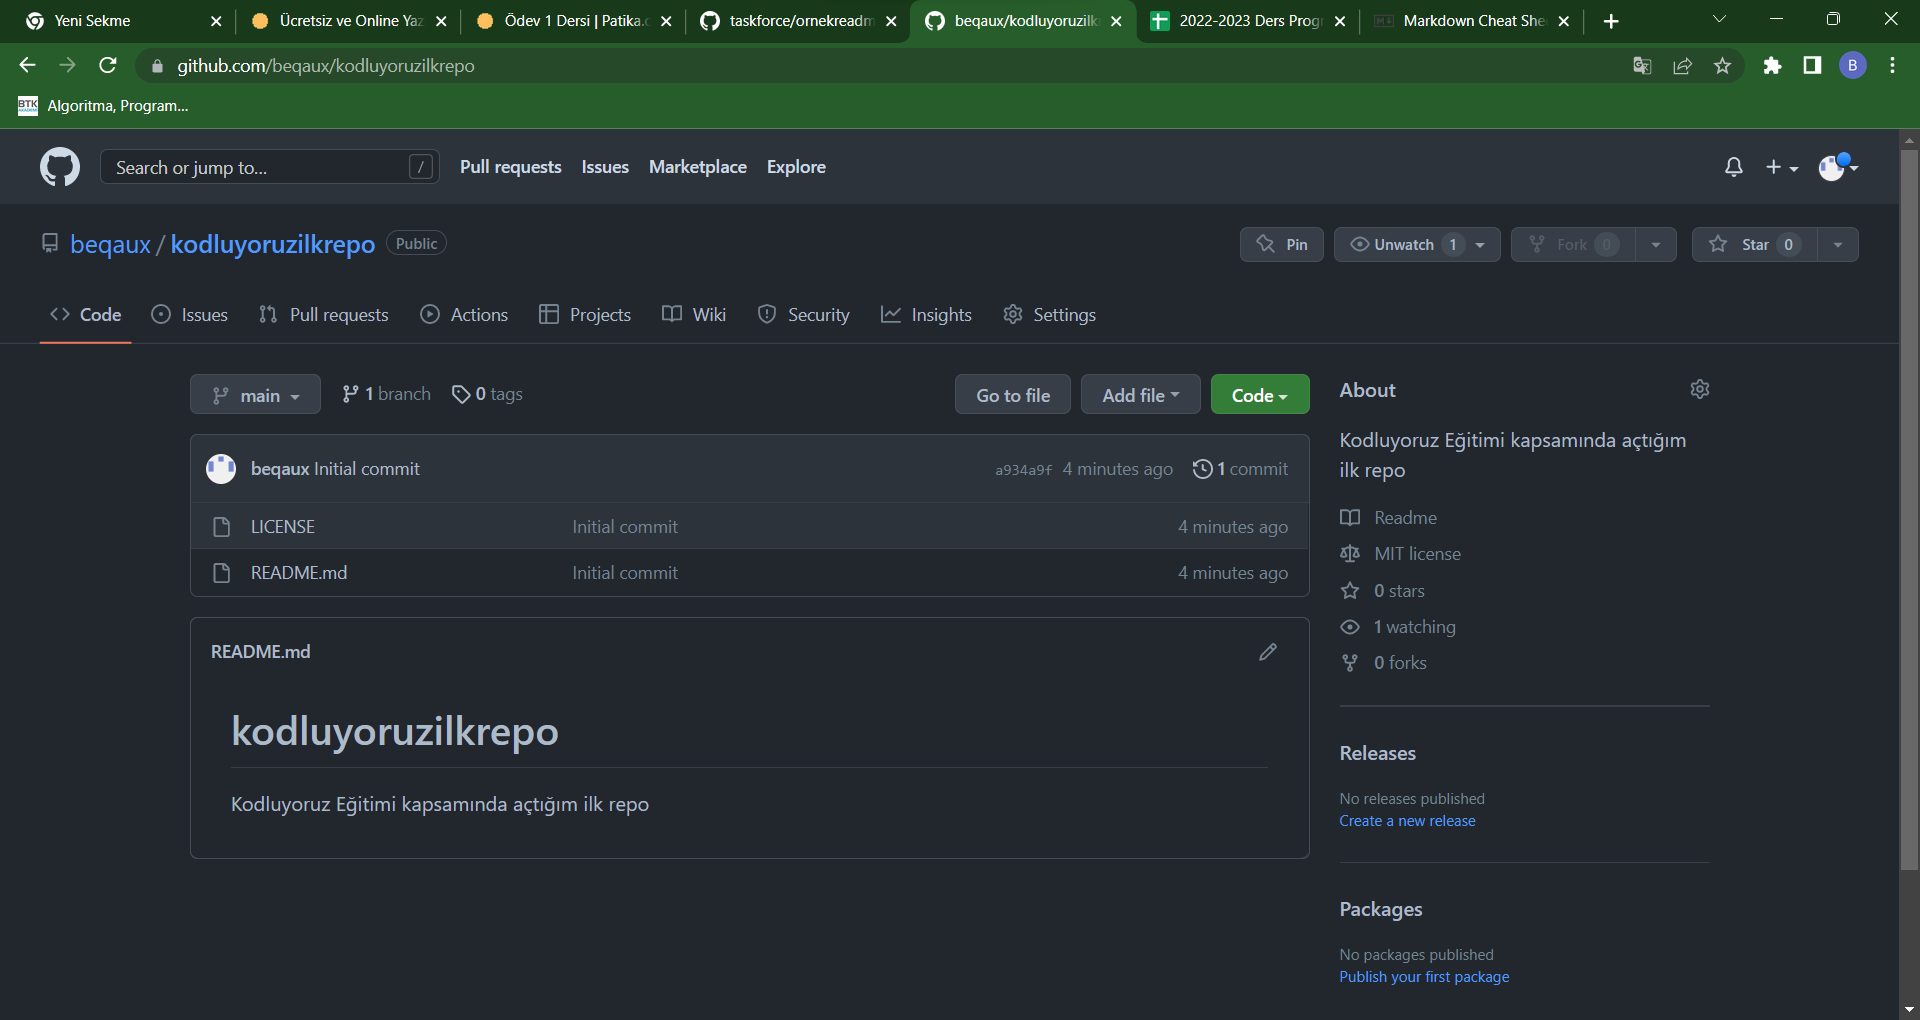 Yeni Sekme
Ücretsiz ve Online Yaz
Ödev 1 Dersi | Patika.c
taskforce/ornekreadm
beqaux/kodluyoruzilk
2022-2023 Ders Prog
Markdown Cheat She
github.com/beqaux/kodluyoruzilkrepo
B
BTK AKADEMİ Algoritma, Program...
Search or jump to... /
Pull requests Issues Marketplace Explore
beqaux / kodluyoruzilkrepo Public
Pin
Unwatch 1
Fork 0
Star 0
Code Issues Pull requests Actions Projects Wiki Security Insights Settings
main 1 branch 0 tags Go to file Add file Code
beqaux Initial commit a934a9f 4 minutes ago 1 commit
LICENSE Initial commit 4 minutes ago
README.md Initial commit 4 minutes ago
README.md
kodluyoruzilkrepo
Kodluyoruz Eğitimi kapsamında açtığım ilk repo
About
Kodluyoruz Eğitimi kapsamında açtığım
ilk repo
Readme
MIT license
0 stars
1 watching
0 forks
Releases
No releases published
Create a new release
Packages
No packages published
Publish your first package